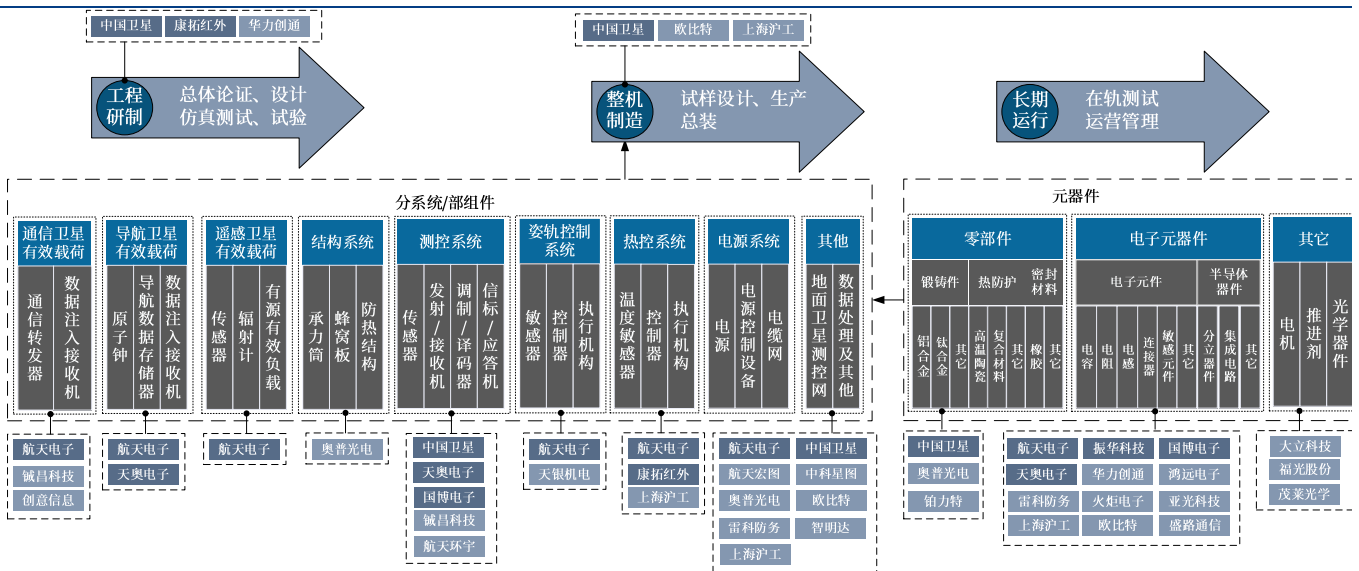 中国卫星 康拓红外 华力创通
中国卫星 欧比特 上海沪工
工程
研制
总体论证、设计
仿真测试、试验
整机
制造
试样设计、生产
总装
长期
运行
在轨测试
运营管理
分系统/部组件
通信卫星
有效载荷
通信转发器
数据注入接收机
导航卫星
有效载荷
原子钟
导航数据存储器
数据注入接收机
遥感卫星
有效载荷
传感器
辐射计
有源有效负载
结构系统
承力筒
蜂窝板
防热结构
测控系统
传感器
发射/接收机
调制/译码器
信标/应答机
姿轨控制
系统
敏感器
控制器
执行机构
热控系统
温度敏感器
控制器
执行机构
电源系统
电源
电源控制设备
电缆网
其他
地面卫星测控网
数据处理及其他
元器件
零部件
锻铸件
热防护
密封
材料
铝合金
钛合金
其它
高温陶瓷
复合材料
其它
橡胶
其它
电子元器件
电子元件
半导体
器件
电容
电阻
电感
连接器
敏感元件
其它
分立器件
集成电路
其它
其它
电机
推进剂
光学器件
航天电子
铖昌科技
创意信息
航天电子
天奥电子
航天电子
奥普光电
中国卫星
天奥电子
国博电子
铖昌科技
航天环宇
航天电子
天银机电
航天电子
康拓红外
上海沪工
航天电子 中国卫星
航天宏图 中科星图
奥普光电 欧比特
雷科防务 智明达
上海沪工
中国卫星
奥普光电
铂力特
航天电子 振华科技 国博电子
天奥电子 华力创通 鸿远电子
雷科防务 火炬电子 亚光科技
上海沪工 欧比特 盛路通信
大立科技
福光股份
茂莱光学